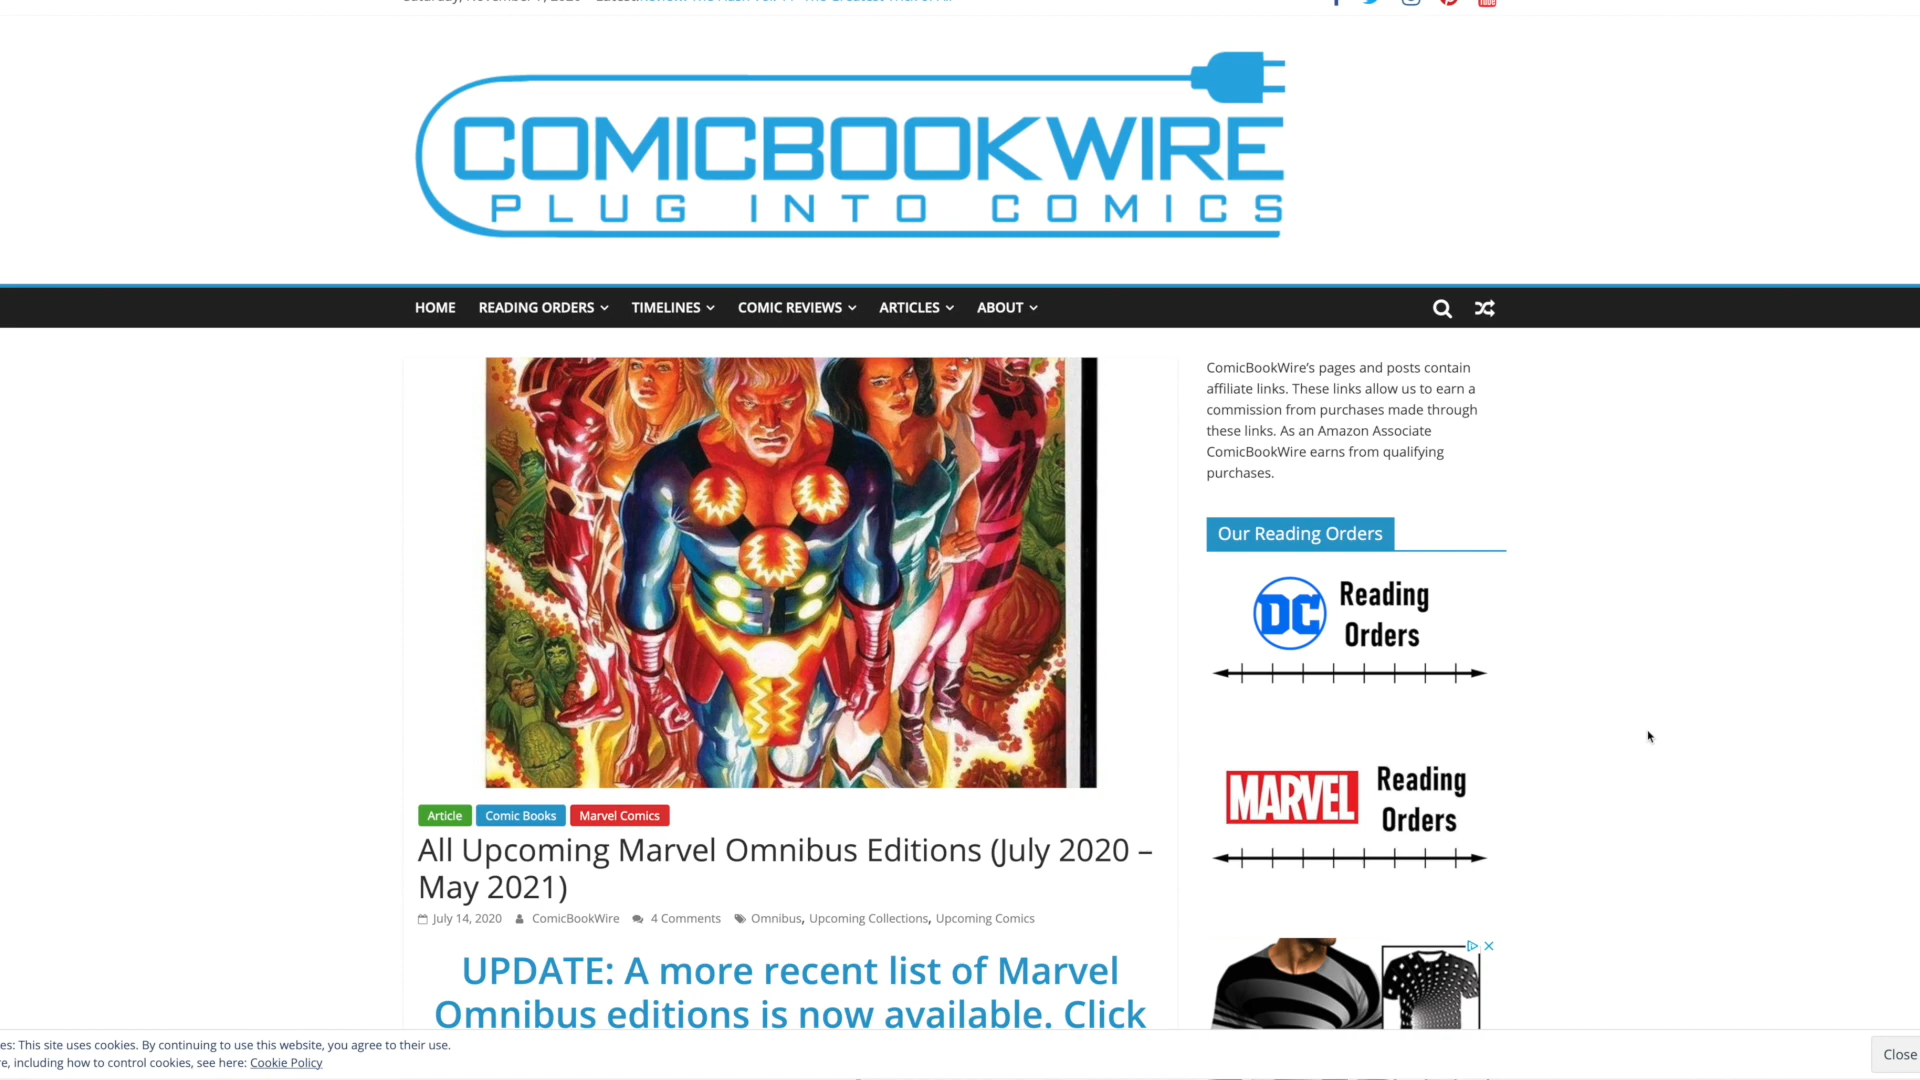 COMICBOOKWIRE
PLUG INTO COMICS
HOME READING ORDERS TIMELINES COMIC REVIEWS ARTICLES ABOUT
ComicBookWire's pages and posts contain
affiliate links. These links allow us to earn a
commission from purchases made through
these links. As an Amazon Associate
ComicBookWire earns from qualifying
purchases.
Our Reading Orders
DC Reading
Orders
MARVEL Reading
Orders
Article Comic Books Marvel Comics
All Upcoming Marvel Omnibus Editions (July 2020 –
May 2021)
July 14, 2020 ComicBookWire 4 Comments Omnibus, Upcoming Collections, Upcoming Comics
UPDATE: A more recent list of Marvel
Omnibus editions is now available. Click
es: This site uses cookies. By continuing to use this website, you agree to their use.
e, including how to control cookies, see here: Cookie Policy
Close